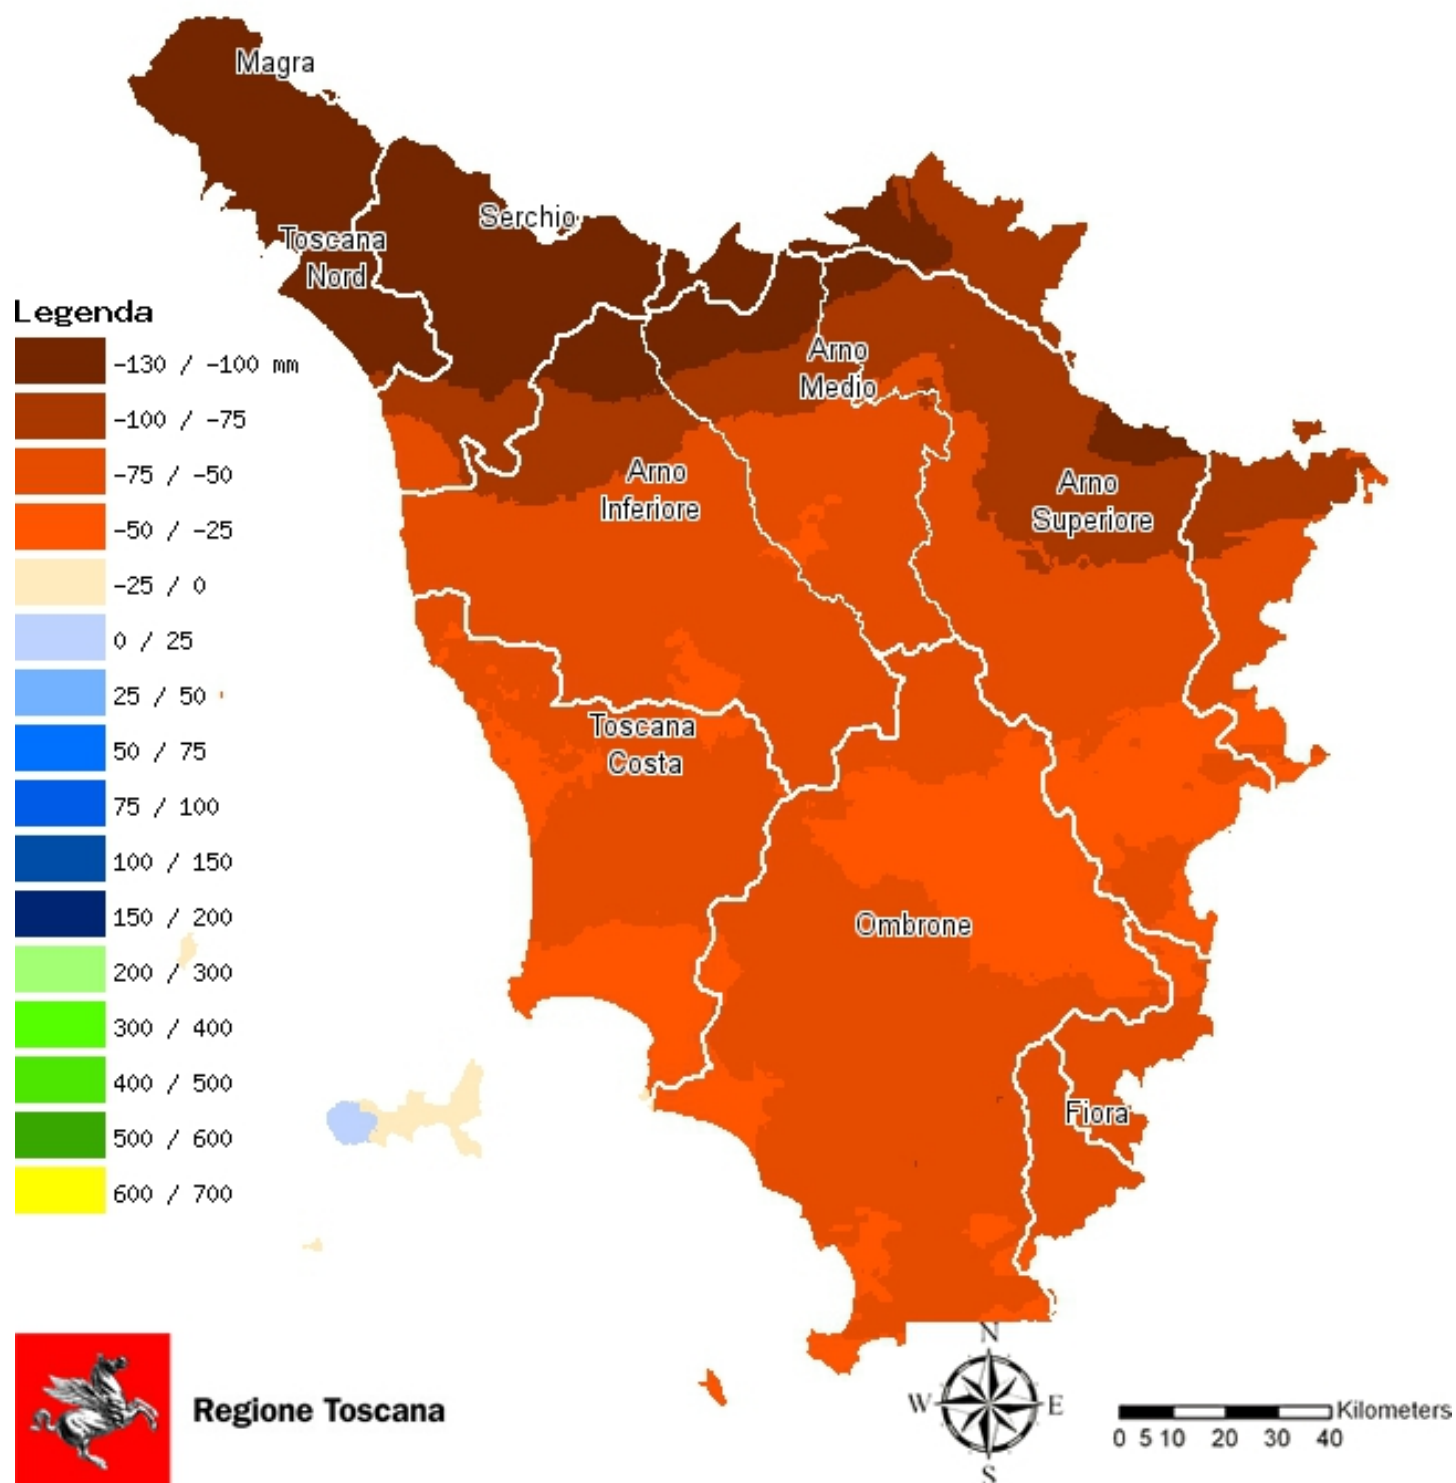 Magra
Serchio
Toscana
Nord
Legenda
-130 / -100 mm
-100 / -75
-75 / -50
-50 / -25
-25 / 0
0 / 25
25 / 50
50 / 75
75 / 100
100 / 150
150 / 200
200 / 300
300 / 400
400 / 500
500 / 600
600 / 700
Arno
Medio
Arno
Inferiore
Arno
Superiore
Toscana
Costa
Ombrone
Fiora
Regione Toscana
N
W E
S
Kilometers
0 5 10 20 30 40